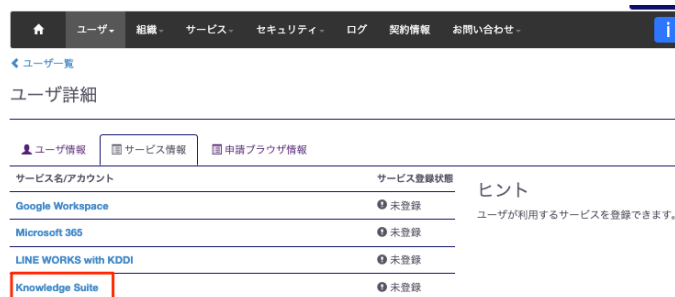 ユーザ 組織 サービス セキュリティ ログ 契約情報 お問い合わせ i
ユーザー一覧
ユーザ詳細
ユーザ情報 サービス情報 申請ブラウザ情報
サービス名/アカウント サービス登録状態
Google Workspace 未登録
Microsoft 365 未登録
LINE WORKS with KDDI 未登録
Knowledge Suite 未登録
ヒント
ユーザが利用するサービスを登録できます。